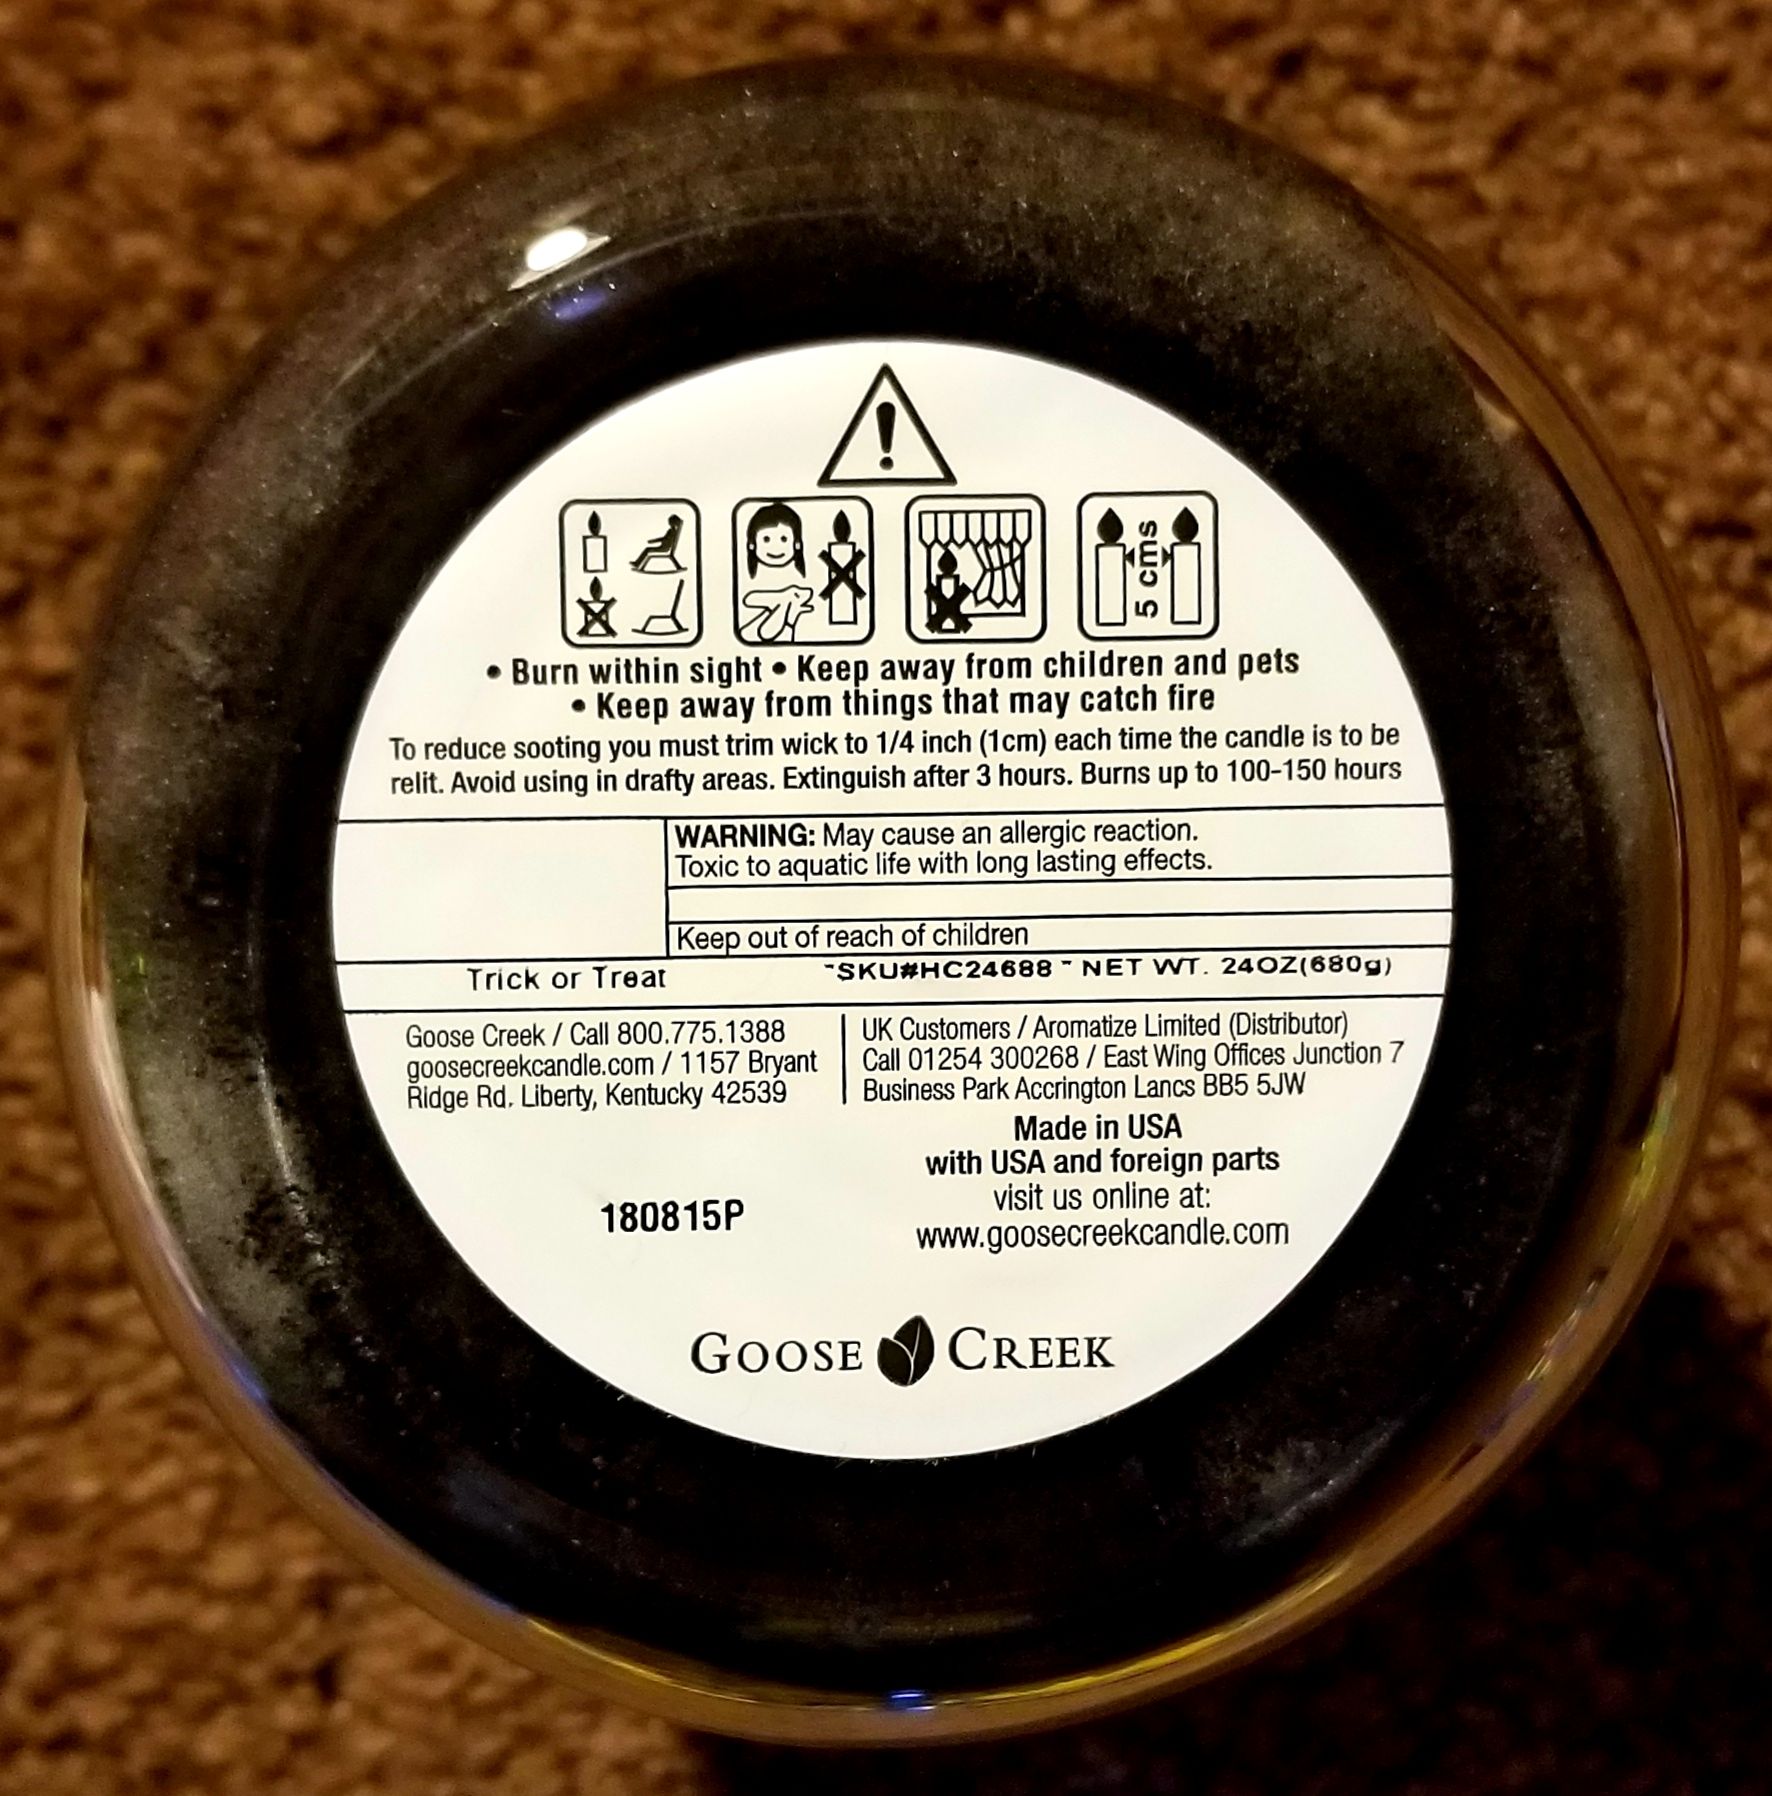 !
5 cms
• Burn within sight • Keep away from children and pets
• Keep away from things that may catch fire
To reduce sooting you must trim wick to 1/4 inch (1cm) each time the candle is to be
relit. Avoid using in drafty areas. Extinguish after 3 hours. Burns up to 100-150 hours
WARNING: May cause an allergic reaction.
Toxic to aquatic life with long lasting effects.
Keep out of reach of children
Trick or Treat -SKU#HC24688 - NET WT. 24OZ(680g)
Goose Creek / Call 800.775.1388
goosecreekcandle.com / 1157 Bryant
Ridge Rd. Liberty, Kentucky 42539
UK Customers / Aromatize Limited (Distributor)
Call 01254 300268 / East Wing Offices Junction 7
Business Park Accrington Lancs BB5 5JW
Made in USA
with USA and foreign parts
visit us online at:
www.goosecreekcandle.com
180815P
GOOSE CREEK